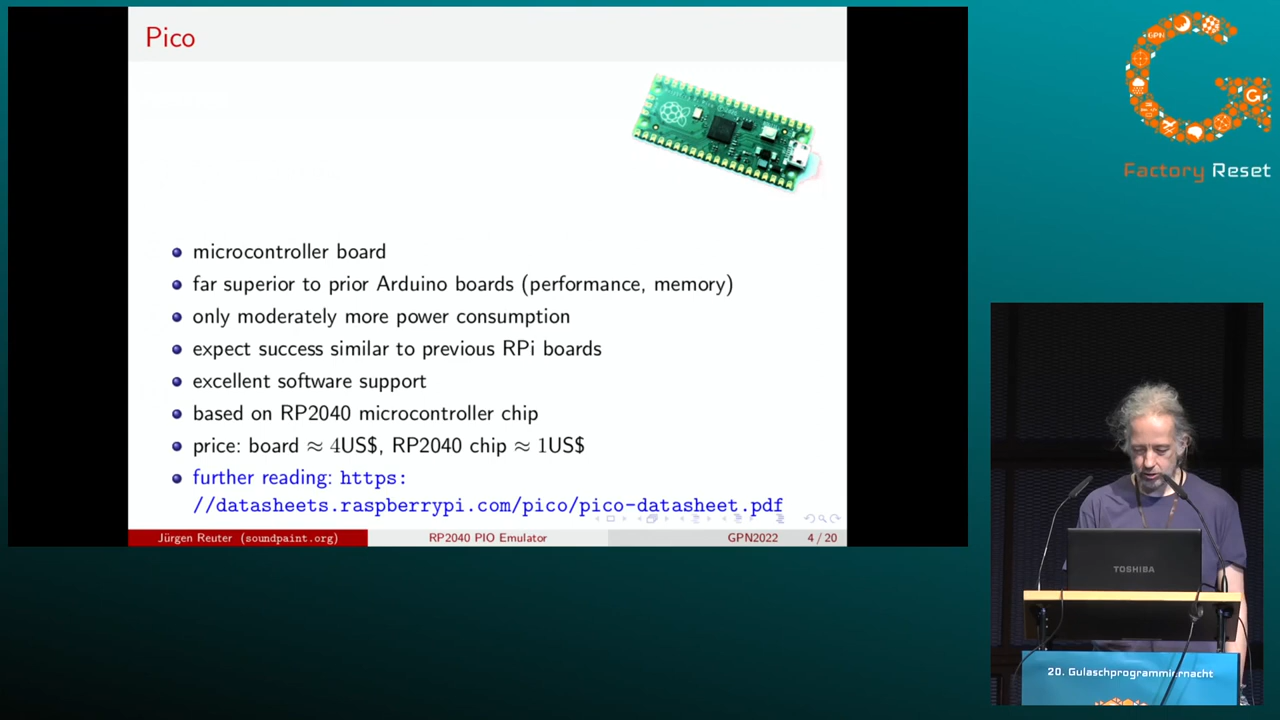 Pico
microcontroller board
far superior to prior Arduino boards (performance, memory)
only moderately more power consumption
expect success similar to previous RPi boards
excellent software support
based on RP2040 microcontroller chip
price: board ≈ 4US$, RP2040 chip ≈ 1US$
further reading: https:
//datasheets.raspberrypi.com/pico/pico-datasheet.pdf
Jürgen Reuter (soundpaint.org)
RP2040 PIO Emulator
GPN2022
4 / 20
GPN
G
Factory Reset
TOSHIBA
20. Gulaschprogrammiernacht